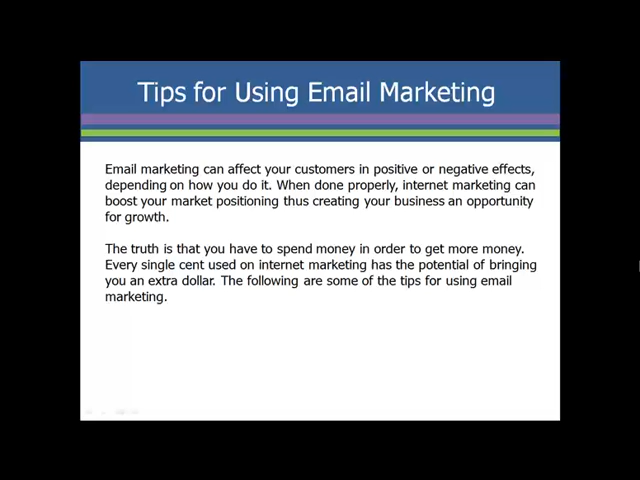 Tips for Using Email Marketing
Email marketing can affect your customers in positive or negative effects,
depending on how you do it. When done properly, internet marketing can
boost your market positioning thus creating your business an opportunity
for growth.
The truth is that you have to spend money in order to get more money.
Every single cent used on internet marketing has the potential of bringing
you an extra dollar. The following are some of the tips for using email
marketing.